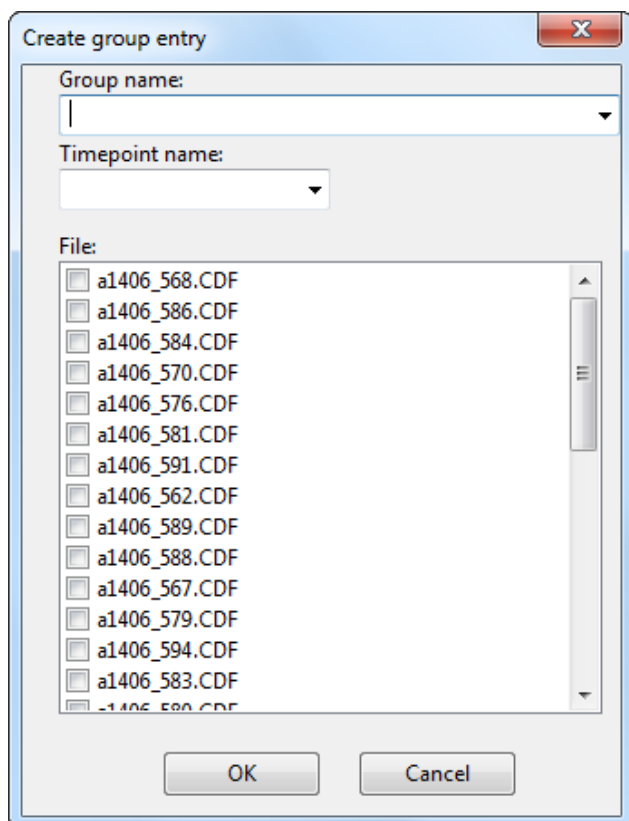 Create group entry
Group name:
Timepoint name:
File:
a1406_568.CDF
a1406_586.CDF
a1406_584.CDF
a1406_570.CDF
a1406_576.CDF
a1406_581.CDF
a1406_591.CDF
a1406_562.CDF
a1406_589.CDF
a1406_588.CDF
a1406_567.CDF
a1406_579.CDF
a1406_594.CDF
a1406_583.CDF
OK Cancel